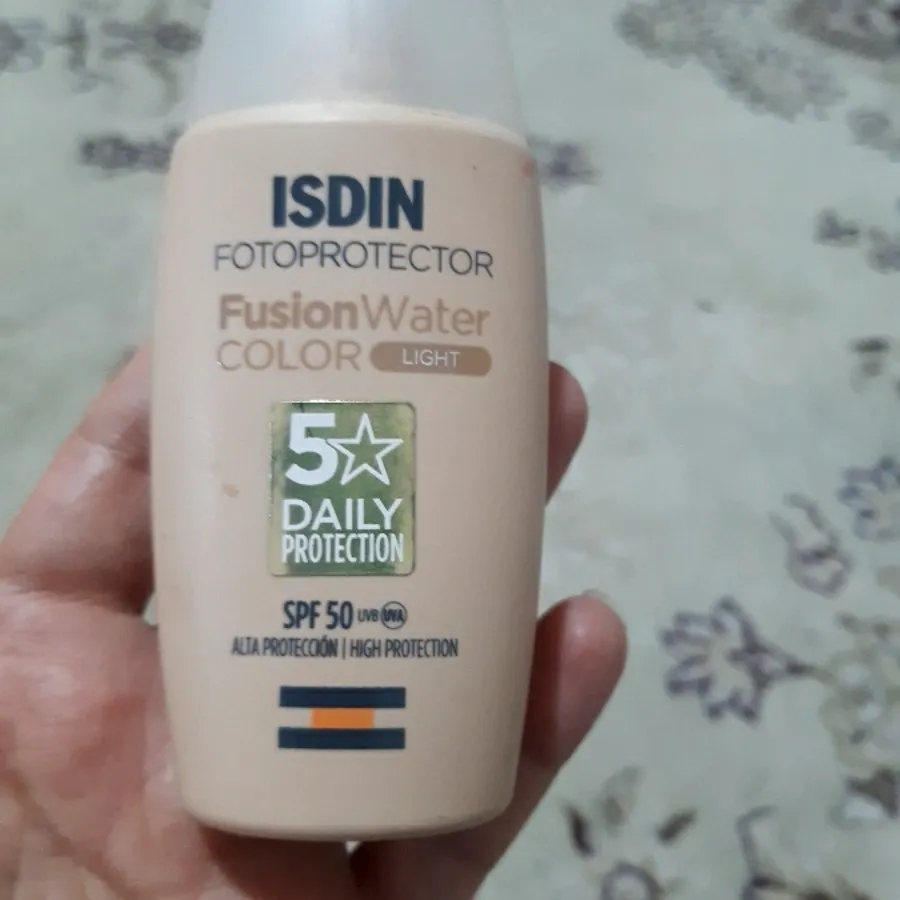 ISDIN
FOTOPROTECTOR
FusionWater
COLOR LIGHT
5☆
DAILY
PROTECTION
SPF 50 UVB UVA
ALTA PROTECCIÓN | HIGH PROTECTION